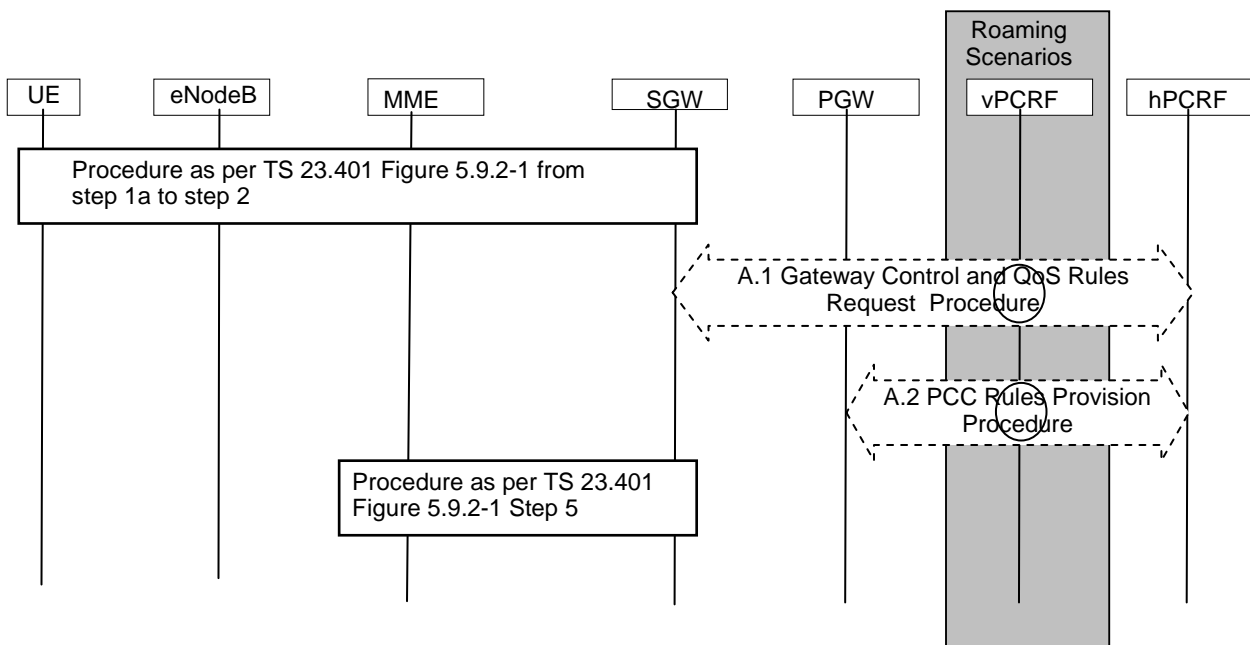 Roaming
Scenarios
UE
eNodeB
MME
SGW
PGW
vPCRF
hPCRF
Procedure as per TS 23.401 Figure 5.9.2-1 from
step 1a to step 2
A.1 Gateway Control and QoS Rules
Request Procedure
A.2 PCC Rules Provision
Procedure
Procedure as per TS 23.401
Figure 5.9.2-1 Step 5